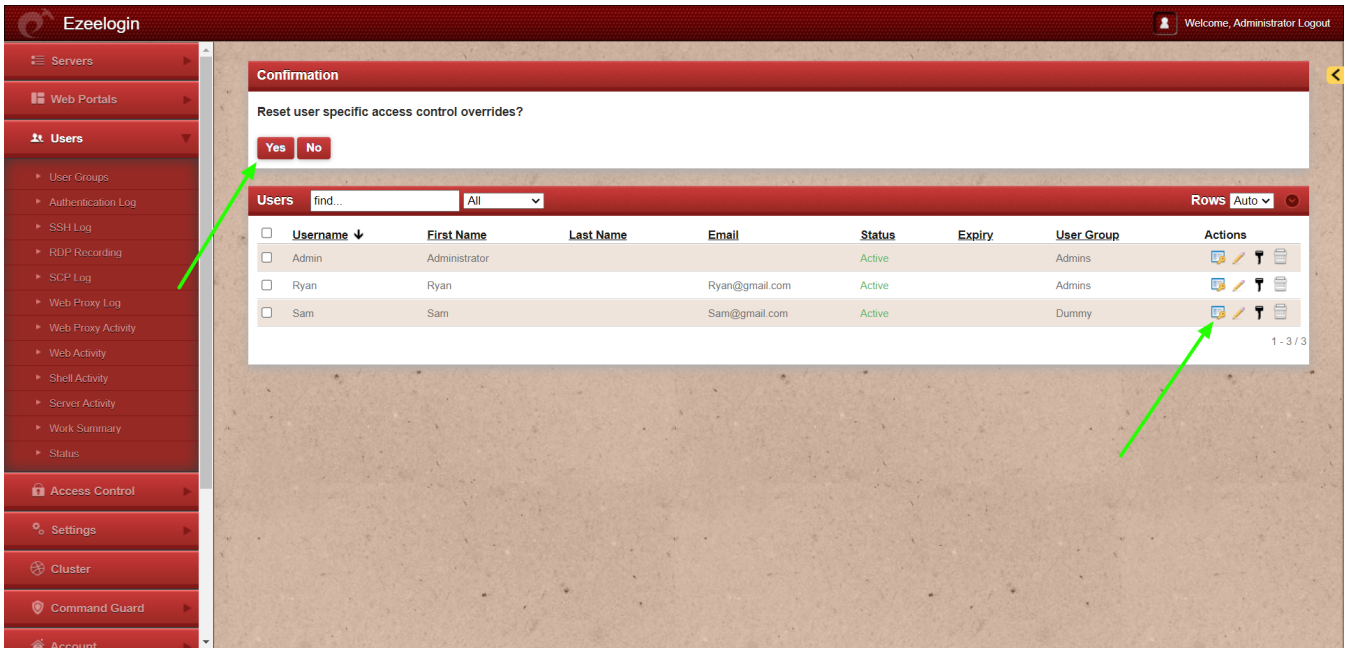 Ezeelogin
Welcome, Administrator Logout
Servers
Web Portals
Users
User Groups
Authentication Log
SSH Log
RDP Recording
SCP Log
Web Proxy Log
Web Proxy Activity
Web Activity
Shell Activity
Server Activity
Work Summary
Status
Access Control
Settings
Cluster
Command Guard
Account
Confirmation
Reset user specific access control overrides?
Yes No
Users find... All Rows Auto
Username First Name Last Name Email Status Expiry User Group Actions
Admin Administrator Active Admins
Ryan Ryan Ryan@gmail.com Active Admins
Sam Sam Sam@gmail.com Active Dummy
1 - 3 / 3